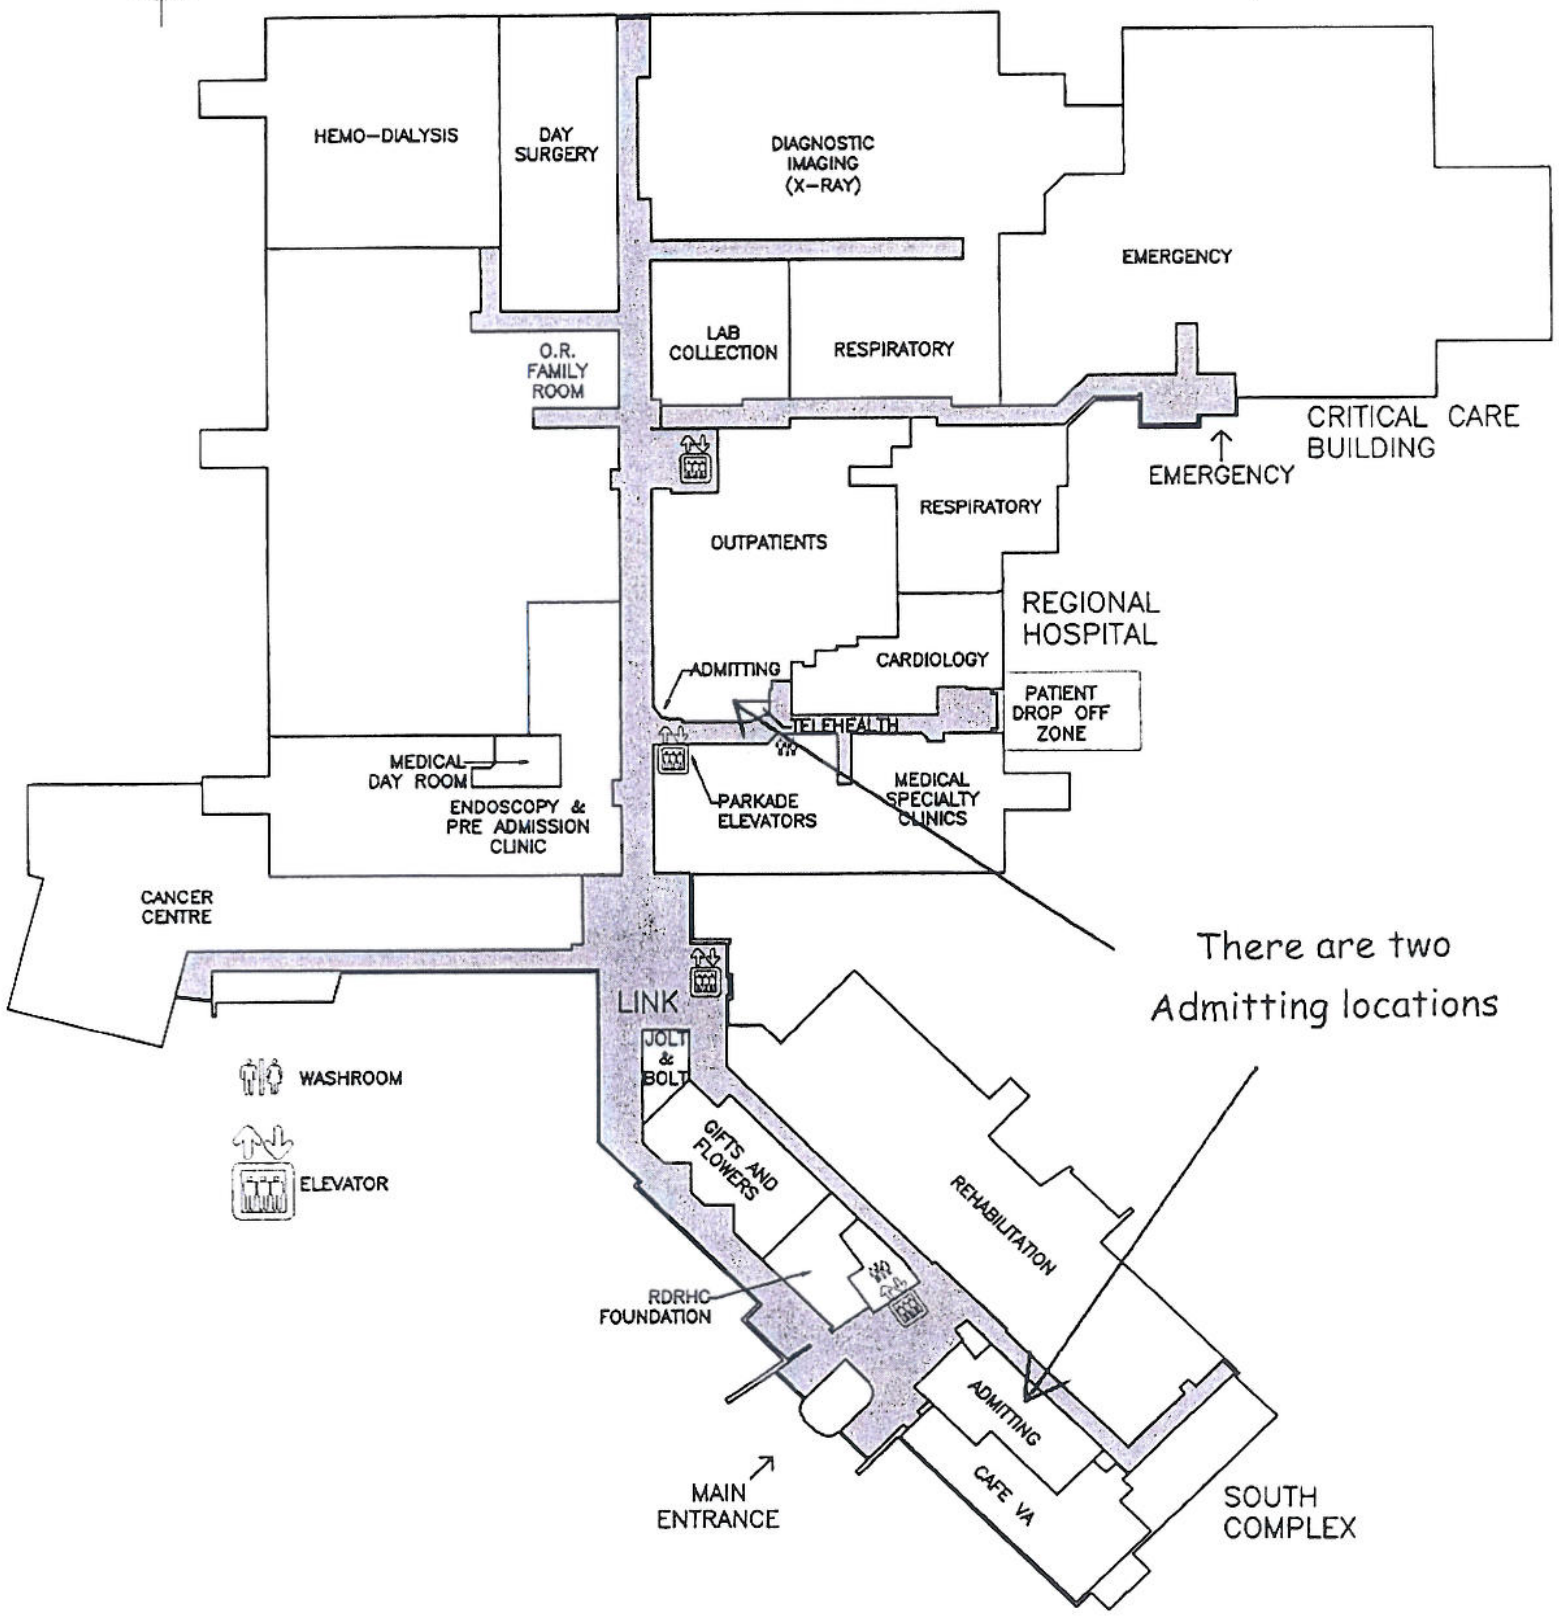 HEMO-DIALYSIS
DAY
SURGERY
DIAGNOSTIC
IMAGING
(X-RAY)
EMERGENCY
LAB
COLLECTION
RESPIRATORY
O.R.
FAMILY
ROOM
CRITICAL CARE
BUILDING
EMERGENCY
RESPIRATORY
OUTPATIENTS
REGIONAL
HOSPITAL
CARDIOLOGY
ADMITTING
PATIENT
DROP OFF
ZONE
TELEHEALTH
MEDICAL
DAY ROOM
ENDOSCOPY &
PRE ADMISSION
CLINIC
PARKADE
ELEVATORS
MEDICAL
SPECIALTY
CLINICS
CANCER
CENTRE
There are two
Admitting locations
LINK
JOLT
&
BOLT
WASHROOM
ELEVATOR
GIFTS AND
FLOWERS
REHABILITATION
RDRHC
FOUNDATION
ADMITTING
CAFE VA
MAIN
ENTRANCE
SOUTH
COMPLEX